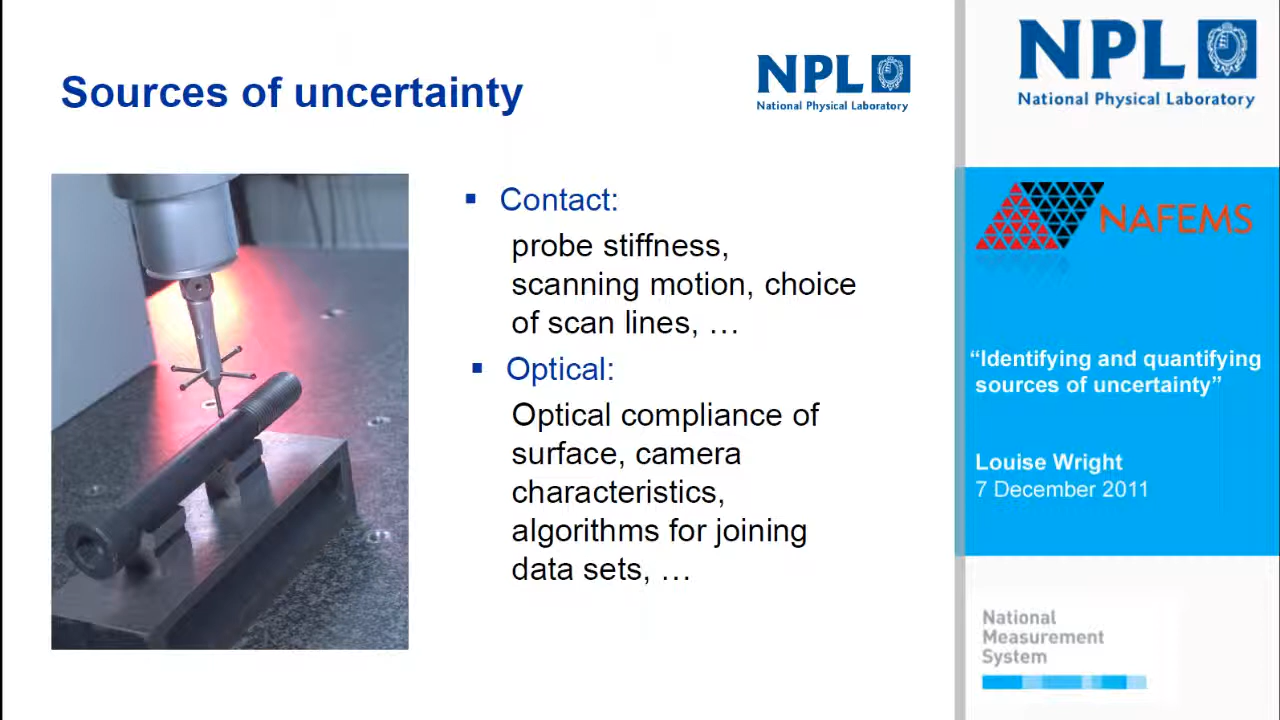 Sources of uncertainty
NPL
National Physical Laboratory
▪ Contact:
probe stiffness,
scanning motion, choice
of scan lines, …
▪ Optical:
Optical compliance of
surface, camera
characteristics,
algorithms for joining
data sets, …
NPL
National Physical Laboratory
NAFEMS
“Identifying and quantifying
sources of uncertainty”
Louise Wright
7 December 2011
National
Measurement
System